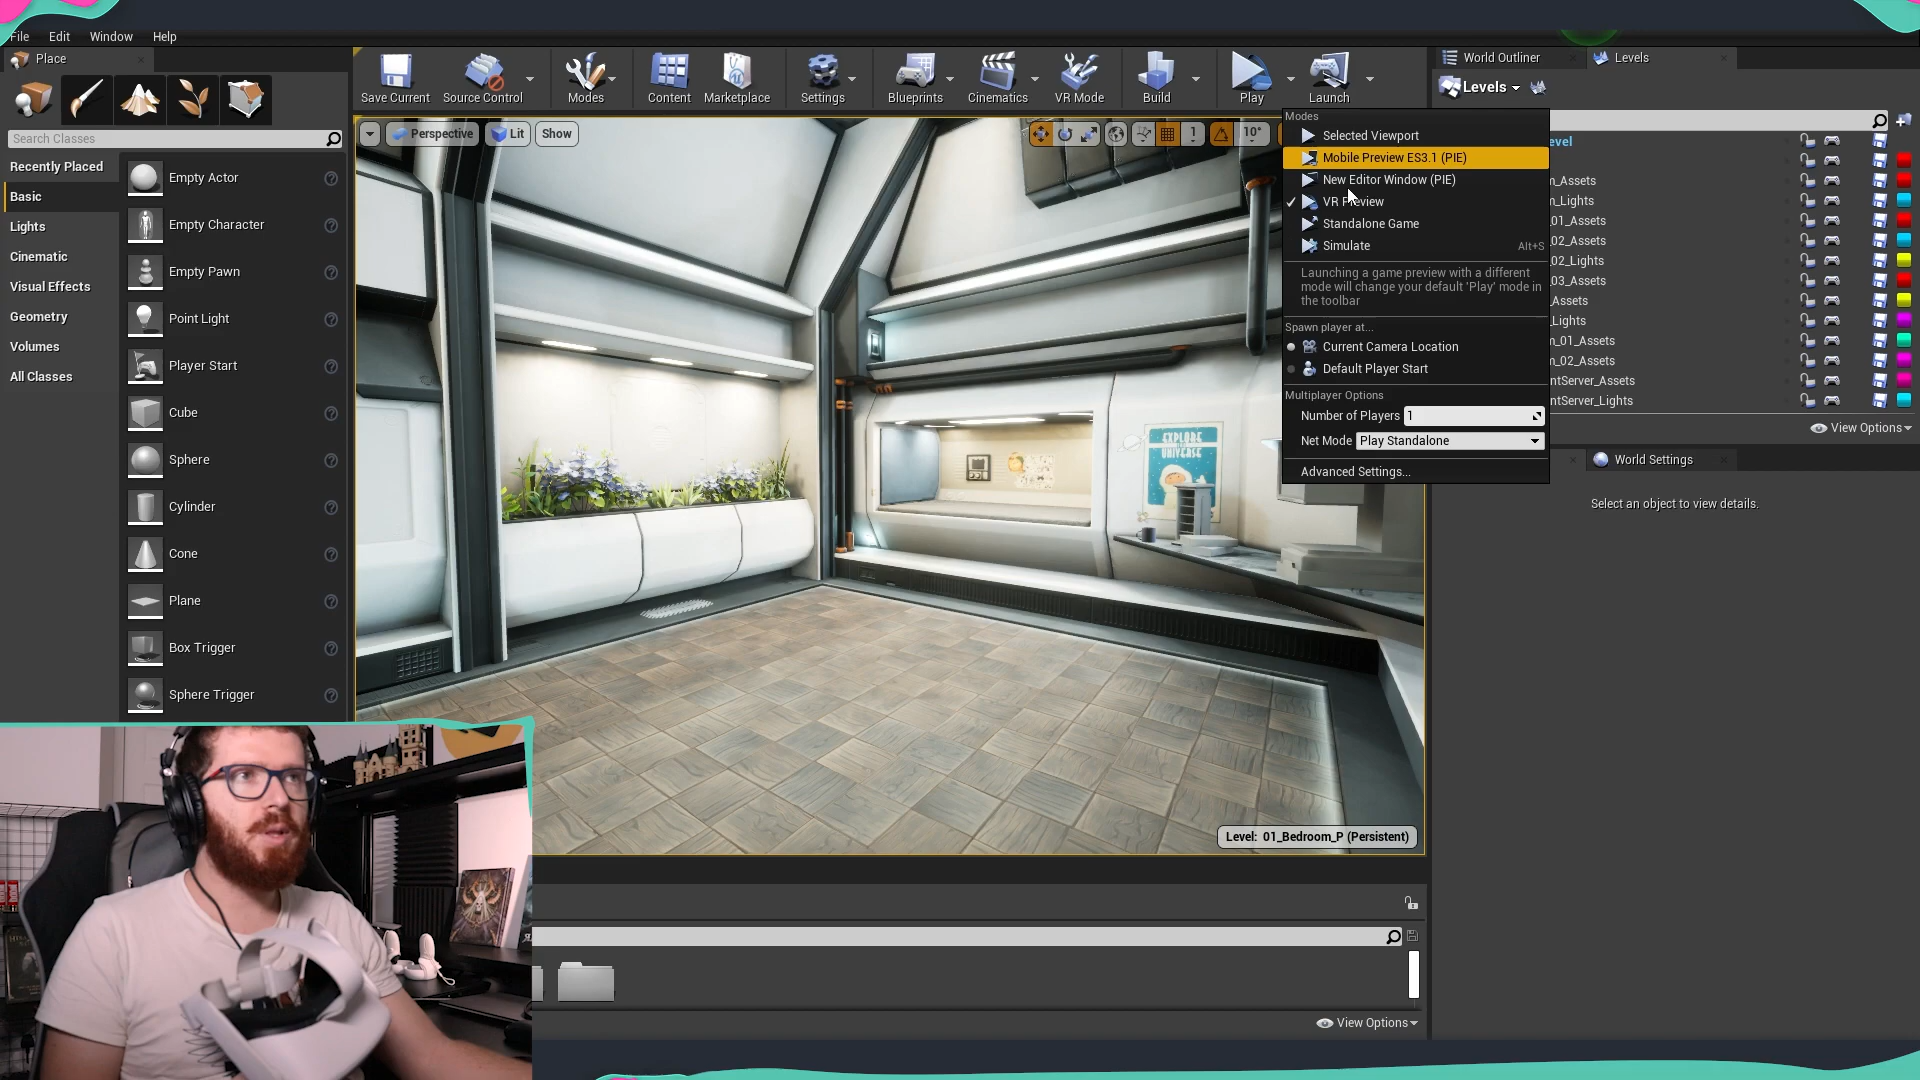 File Edit Window Help
Place
Search Classes
Recently Placed
Basic
Lights
Cinematic
Visual Effects
Geometry
Volumes
All Classes
Empty Actor
Empty Character
Empty Pawn
Point Light
Player Start
Cube
Sphere
Cylinder
Cone
Plane
Box Trigger
Sphere Trigger
Save Current
Source Control
Modes
Content
Marketplace
Settings
Blueprints
Cinematics
VR Mode
Build
Play
Launch
Perspective
Lit
Show
1
10°
EXPLORE
UNIVERSE
Level: 01_Bedroom_P (Persistent)
Modes
Selected Viewport
Mobile Preview ES3.1 (PIE)
New Editor Window (PIE)
VR Preview
Standalone Game
Simulate Alt+S
Launching a game preview with a different
mode will change your default 'Play' mode in
the toolbar
Spawn player at...
Current Camera Location
Default Player Start
Multiplayer Options
Number of Players 1
Net Mode Play Standalone
Advanced Settings...
World Outliner
Levels
Levels
evel
m_Assets
m_Lights
_01_Assets
_02_Assets
_02_Lights
_03_Assets
_Assets
_Lights
m_01_Assets
m_02_Assets
ntServer_Assets
ntServer_Lights
View Options
World Settings
Select an object to view details.
View Options